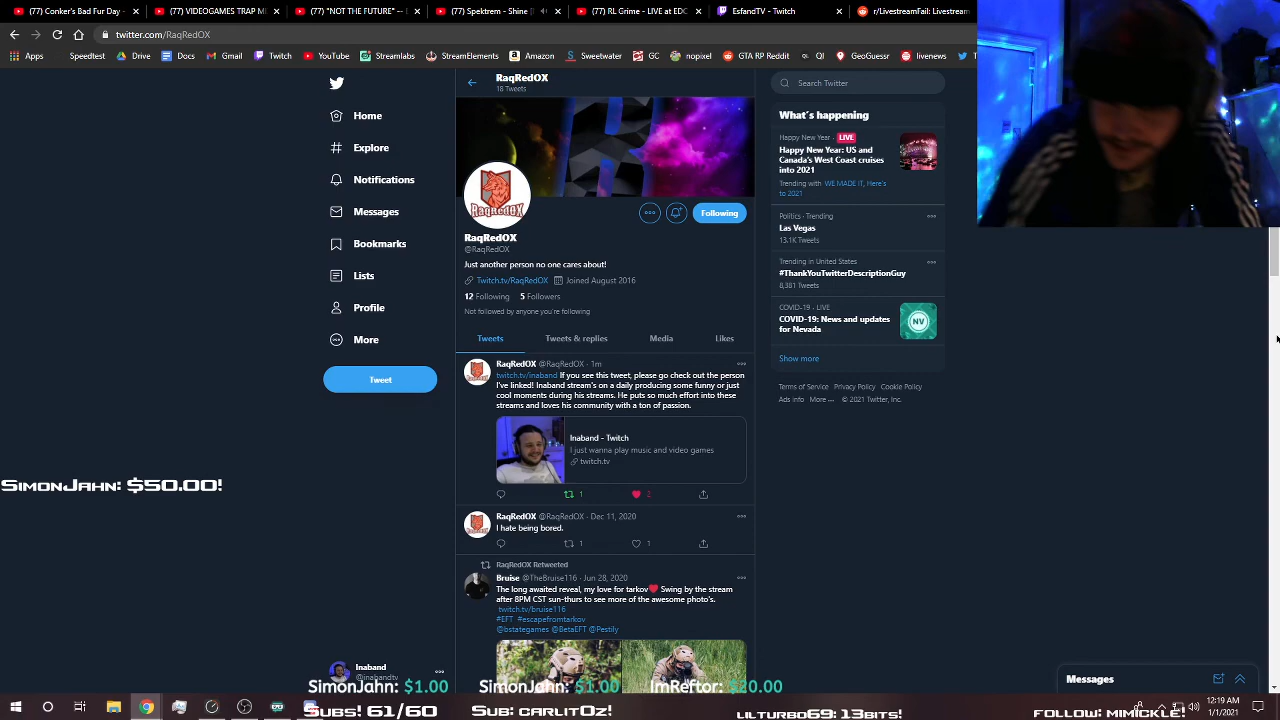 (77) Conker's Bad Fur Day -
(77) VIDEOGAMES TRAP M
(77) "NOT THE FUTURE" -
(77) Spektrem - Shine [
(77) RL Grime - LIVE at EDC
EsfandTV - Twitch
r/LivestreamFail: Livestream
twitter.com/RaqRedOX
Apps
Streamlabs
Drive
Docs
Gmail
Twitch
YouTube
Streamlabs
StreamElements
Amazon
Sweetwater
GC
nopixel
GTA RP Reddit
QI
GeoGuessr
livenews
RaqRedOX
18 Tweets
Search Twitter
Home
Explore
Notifications
Messages
Bookmarks
Lists
Profile
More
Tweet
RaqRedOX
Following
RaqRedOX
@RaqRedOX
Just another person no one cares about!
Twitch.tv/RaqRedOX Joined August 2016
12 Following 5 Followers
Not followed by anyone you're following
Tweets
Tweets & replies
Media
Likes
RaqRedOX @RaqRedOX · 1m
twitch.tv/inaband If you see this tweet, please go check out the person
I've linked! Inaband stream's on a daily producing some funny or just
cool moments during his streams. He puts so much effort into these
streams and loves his community with a ton of passion.
Inaband - Twitch
I just wanna play music and video games
twitch.tv
1
2
RaqRedOX @RaqRedOX · Dec 11, 2020
I hate being bored.
1
1
RaqRedOX Retweeted
Bruise @TheBruise116 · Jun 28, 2020
The long awaited reveal, my love for tarkov❤ Swing by the stream
after 8PM CST sun-thurs to see more of the awesome photo's.
twitch.tv/bruise116
#EFT #escapefromtarkov
@bstategames @BetaEFT @Pestily
What's happening
Happy New Year · LIVE
Happy New Year: US and
Canada's West Coast cruises
into 2021
Trending with WE MADE IT, Here's
to 2021
Politics · Trending
Las Vegas
13.1K Tweets
Trending in United States
#ThankYouTwitterDescriptionGuy
8,381 Tweets
COVID-19 · LIVE
COVID-19: News and updates
for Nevada
NV
Show more
Terms of Service Privacy Policy Cookie Policy
Ads info More ... © 2021 Twitter, Inc.
SimonJahn: $50.00!
Inaband
@inabandtv
Messages
SimonJahn: $1.00
SimonJahn: $1.00
ImReftor: $20.00
Subs: 61/60
Sub: carlit0z!
lilturbo69: 13bits!
Follow: mimickle!
12:19 AM
1/1/2021